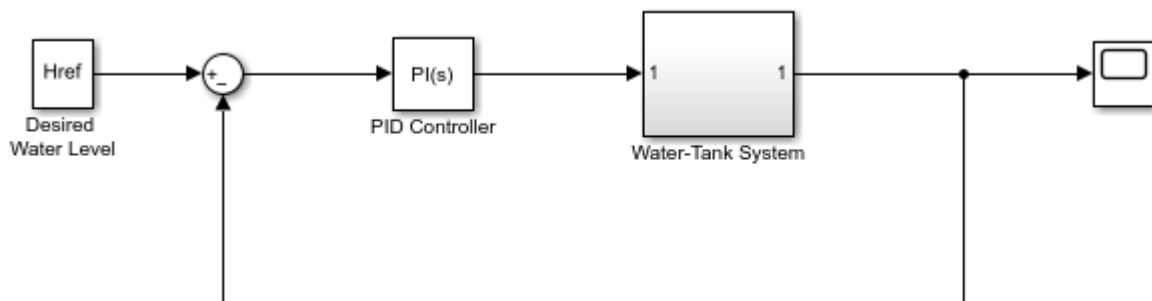 Href
+
−
PI(s)
1
1
Desired
Water Level
PID Controller
Water-Tank System